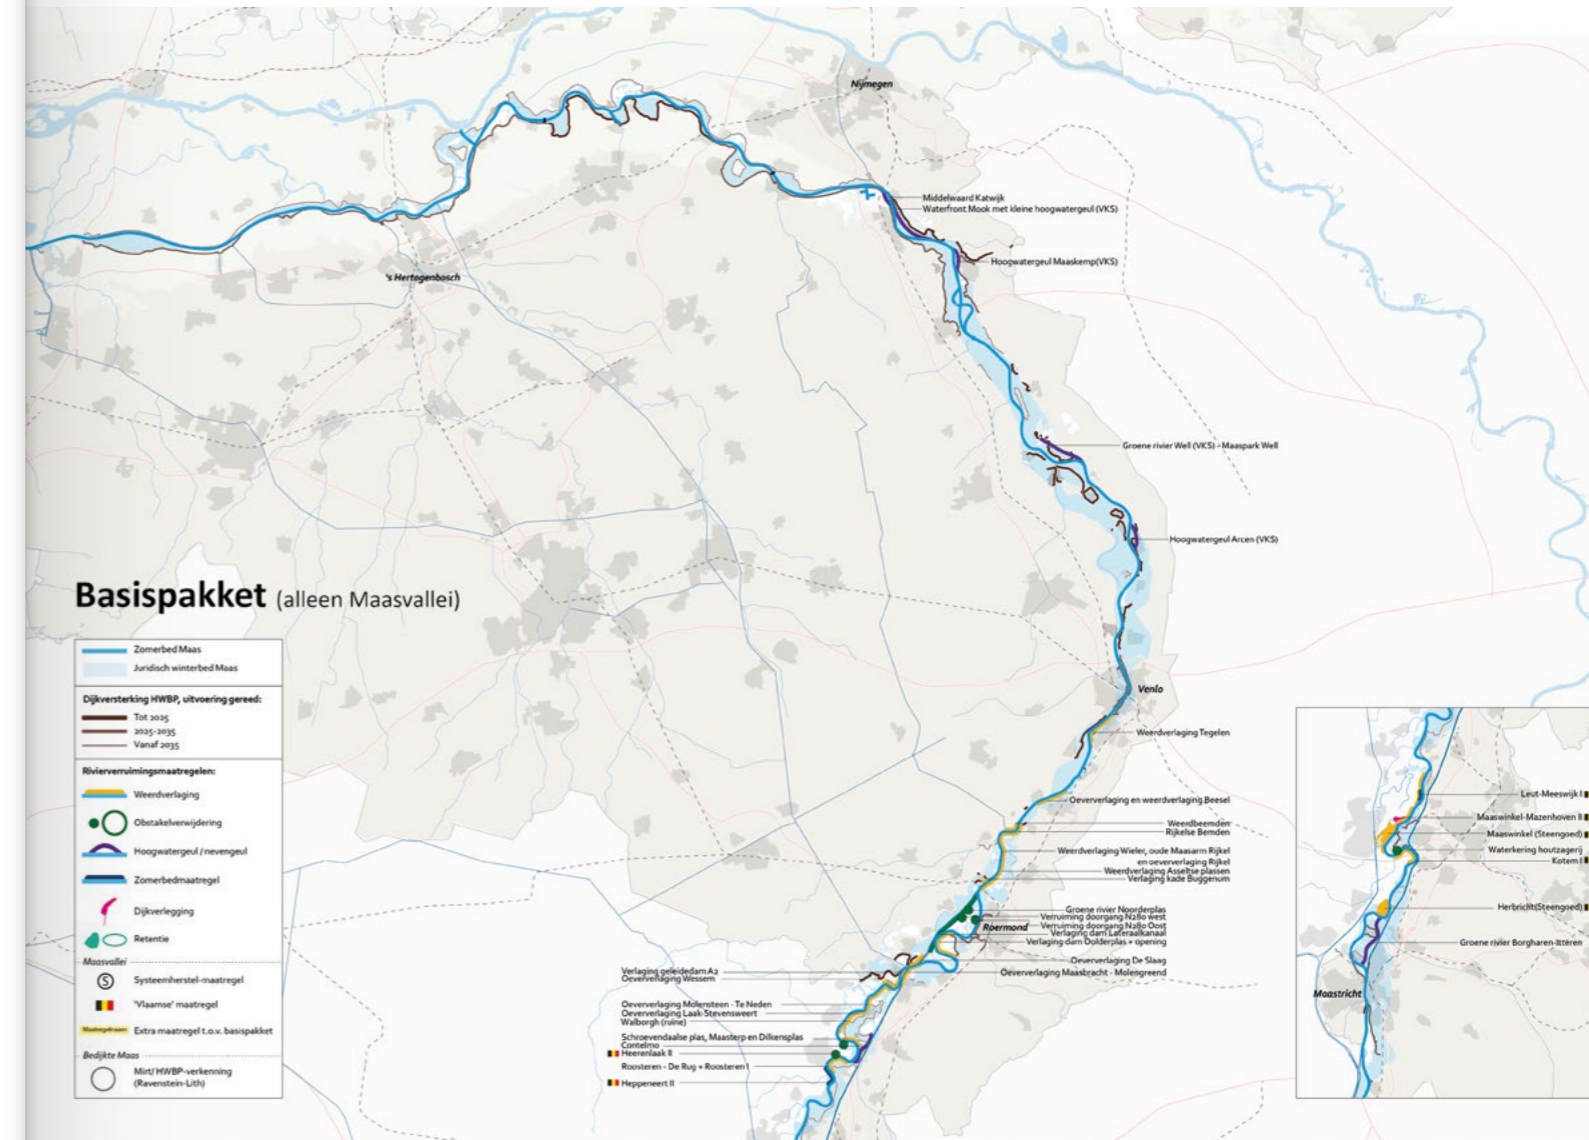 Nijmegen
Middelwaard Katwijk
Waterfront Mook met kleine hoogwatergeul (VKS)
Hoogwatergeul Maaskemp(VKS)
's Hertogenbosch
Groene rivier Well (VKS) - Maaspark Well
Hoogwatergeul Arcen (VKS)
Basispakket (alleen Maasvallei)
Zomerbed Maas
Juridisch winterbed Maas
Dijkversterking HWBP, uitvoering gereed:
Tot 2025
2025-2035
Vanaf 2035
Rivierverruimingsmaatregelen:
Weerdverlaging
Obstakelverwijdering
Hoogwatergeul / nevengeul
Zomerbedmaatregel
Dijkverlegging
Retentie
Maasvallei
S Systeemherstel-maatregel
'Vlaamse' maatregel
Maatregelnaam Extra maatregel t.o.v. basispakket
Bedijkte Maas
Mirt/ HWBP-verkenning
(Ravenstein-Lith)
Venlo
Weerdverlaging Tegelen
Oeververlaging en weerdverlaging Beesel
Weerdbeemden
Rijkelse Bemden
Weerdverlaging Wieler, oude Maasarm Rijkel
en oeververlaging Rijkel
Weerdverlaging Asseltse plassen
Verlaging kade Buggenum
Groene rivier Noorderplas
Verruiming doorgang N280 west
Verruiming doorgang N280 Oost
Roermond
Verlaging dam Lateraalkanaal
Verlaging dam Oolderplas + opening
Oeververlaging De Slaag
Oeververlaging Maasbracht - Molengreend
Verlaging geleidedam A2
Oeververlaging Wessem
Oeververlaging Molensteen - Te Neden
Oeververlaging Laak-Stevensweert
Walborgh (ruïne)
Schroevendaalse plas, Maasterp en Dilkensplas
Contelmo
Heerenlaak II
Roosteren - De Rug + Roosteren I
Heppeneert II
Leut-Meeswijk I
Maaswinkel-Mazenhoven II
Maaswinkel (Steengoed)
Waterkering houtzagerij
Kotem I
Herbricht(Steengoed)
Groene rivier Borgharen-Itteren
Maastricht